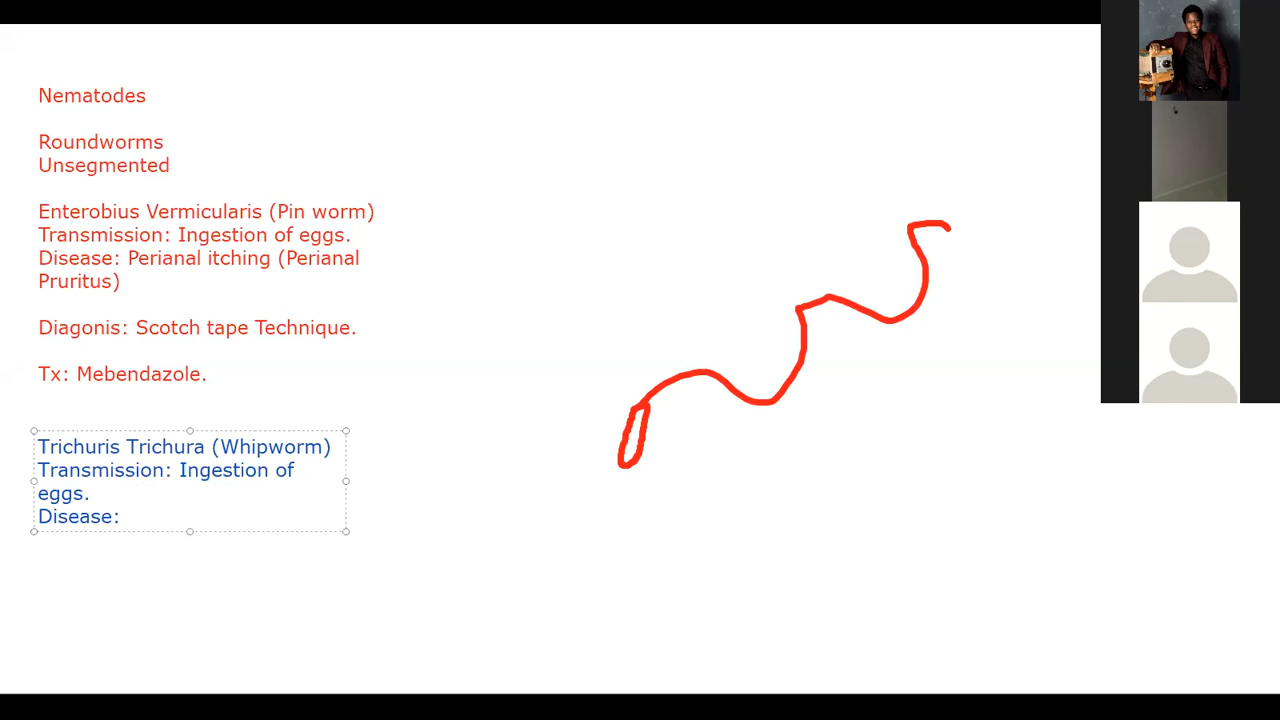 Nematodes
Roundworms
Unsegmented
Enterobius Vermicularis (Pin worm)
Transmission: Ingestion of eggs.
Disease: Perianal itching (Perianal
Pruritus)
Diagonis: Scotch tape Technique.
Tx: Mebendazole.
Trichuris Trichura (Whipworm)
Transmission: Ingestion of
eggs.
Disease: